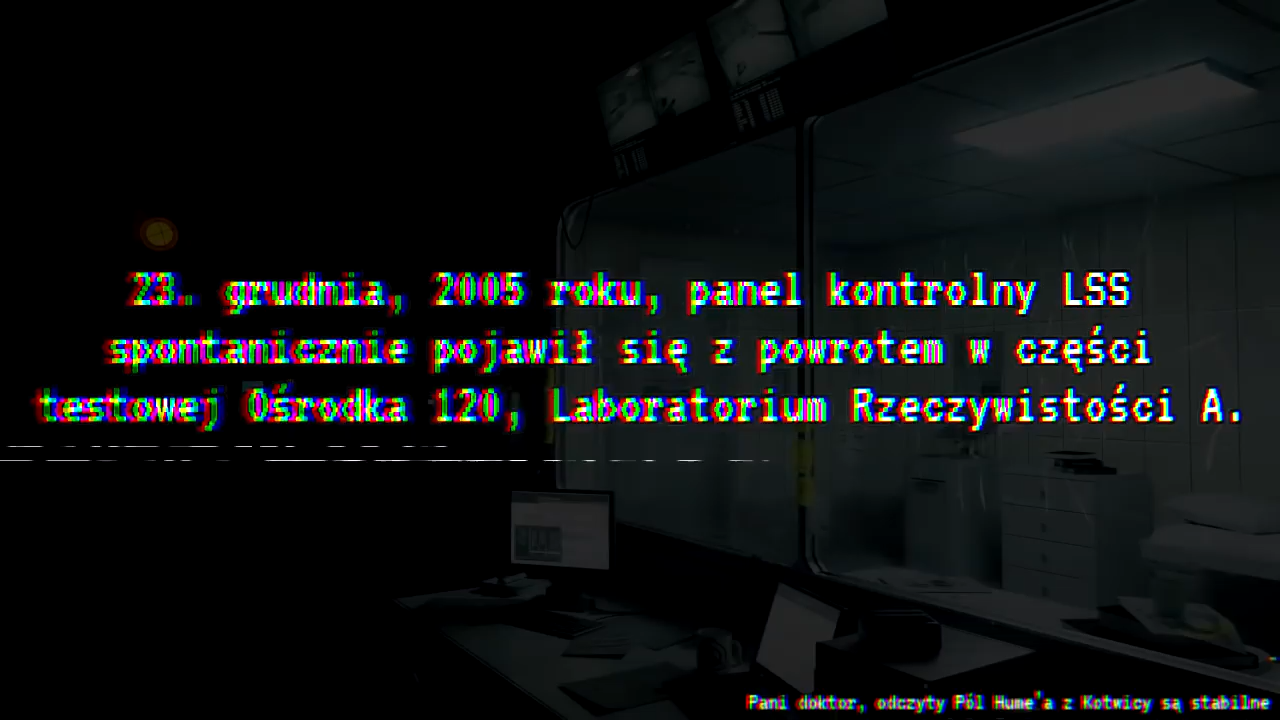 23. grudnia, 2005 roku, panel kontrolny LSS
spontanicznie pojawił się z powrotem w części
testowej Ośrodka 120, Laboratorium Rzeczywistości A.
Pani doktor, odczyty Pól Hume'a z Kotwicy są stabilne